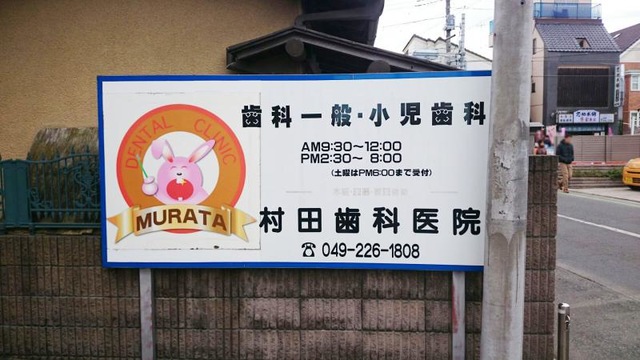 DENTAL CLINIC
MURATA
歯科一般・小児歯科
AM9:30～12:00
PM2:30～ 8:00
(土曜はPM6:00まで受付)
村田歯科医院
☎ 049-226-1808